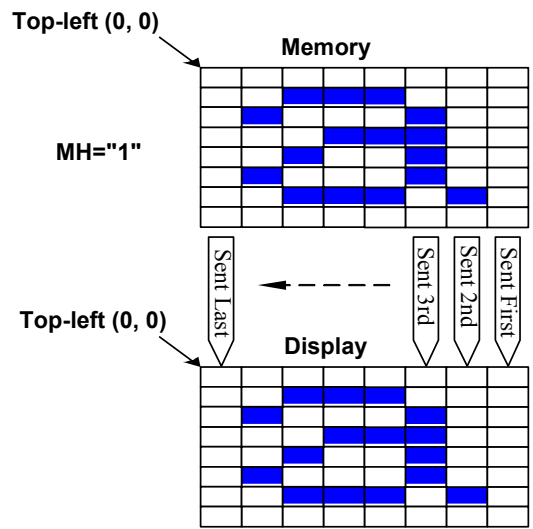 Top-left (0, 0)
Memory
MH="1"
Sent Last
Sent 3rd
Sent 2nd
Sent First
Top-left (0, 0)
Display